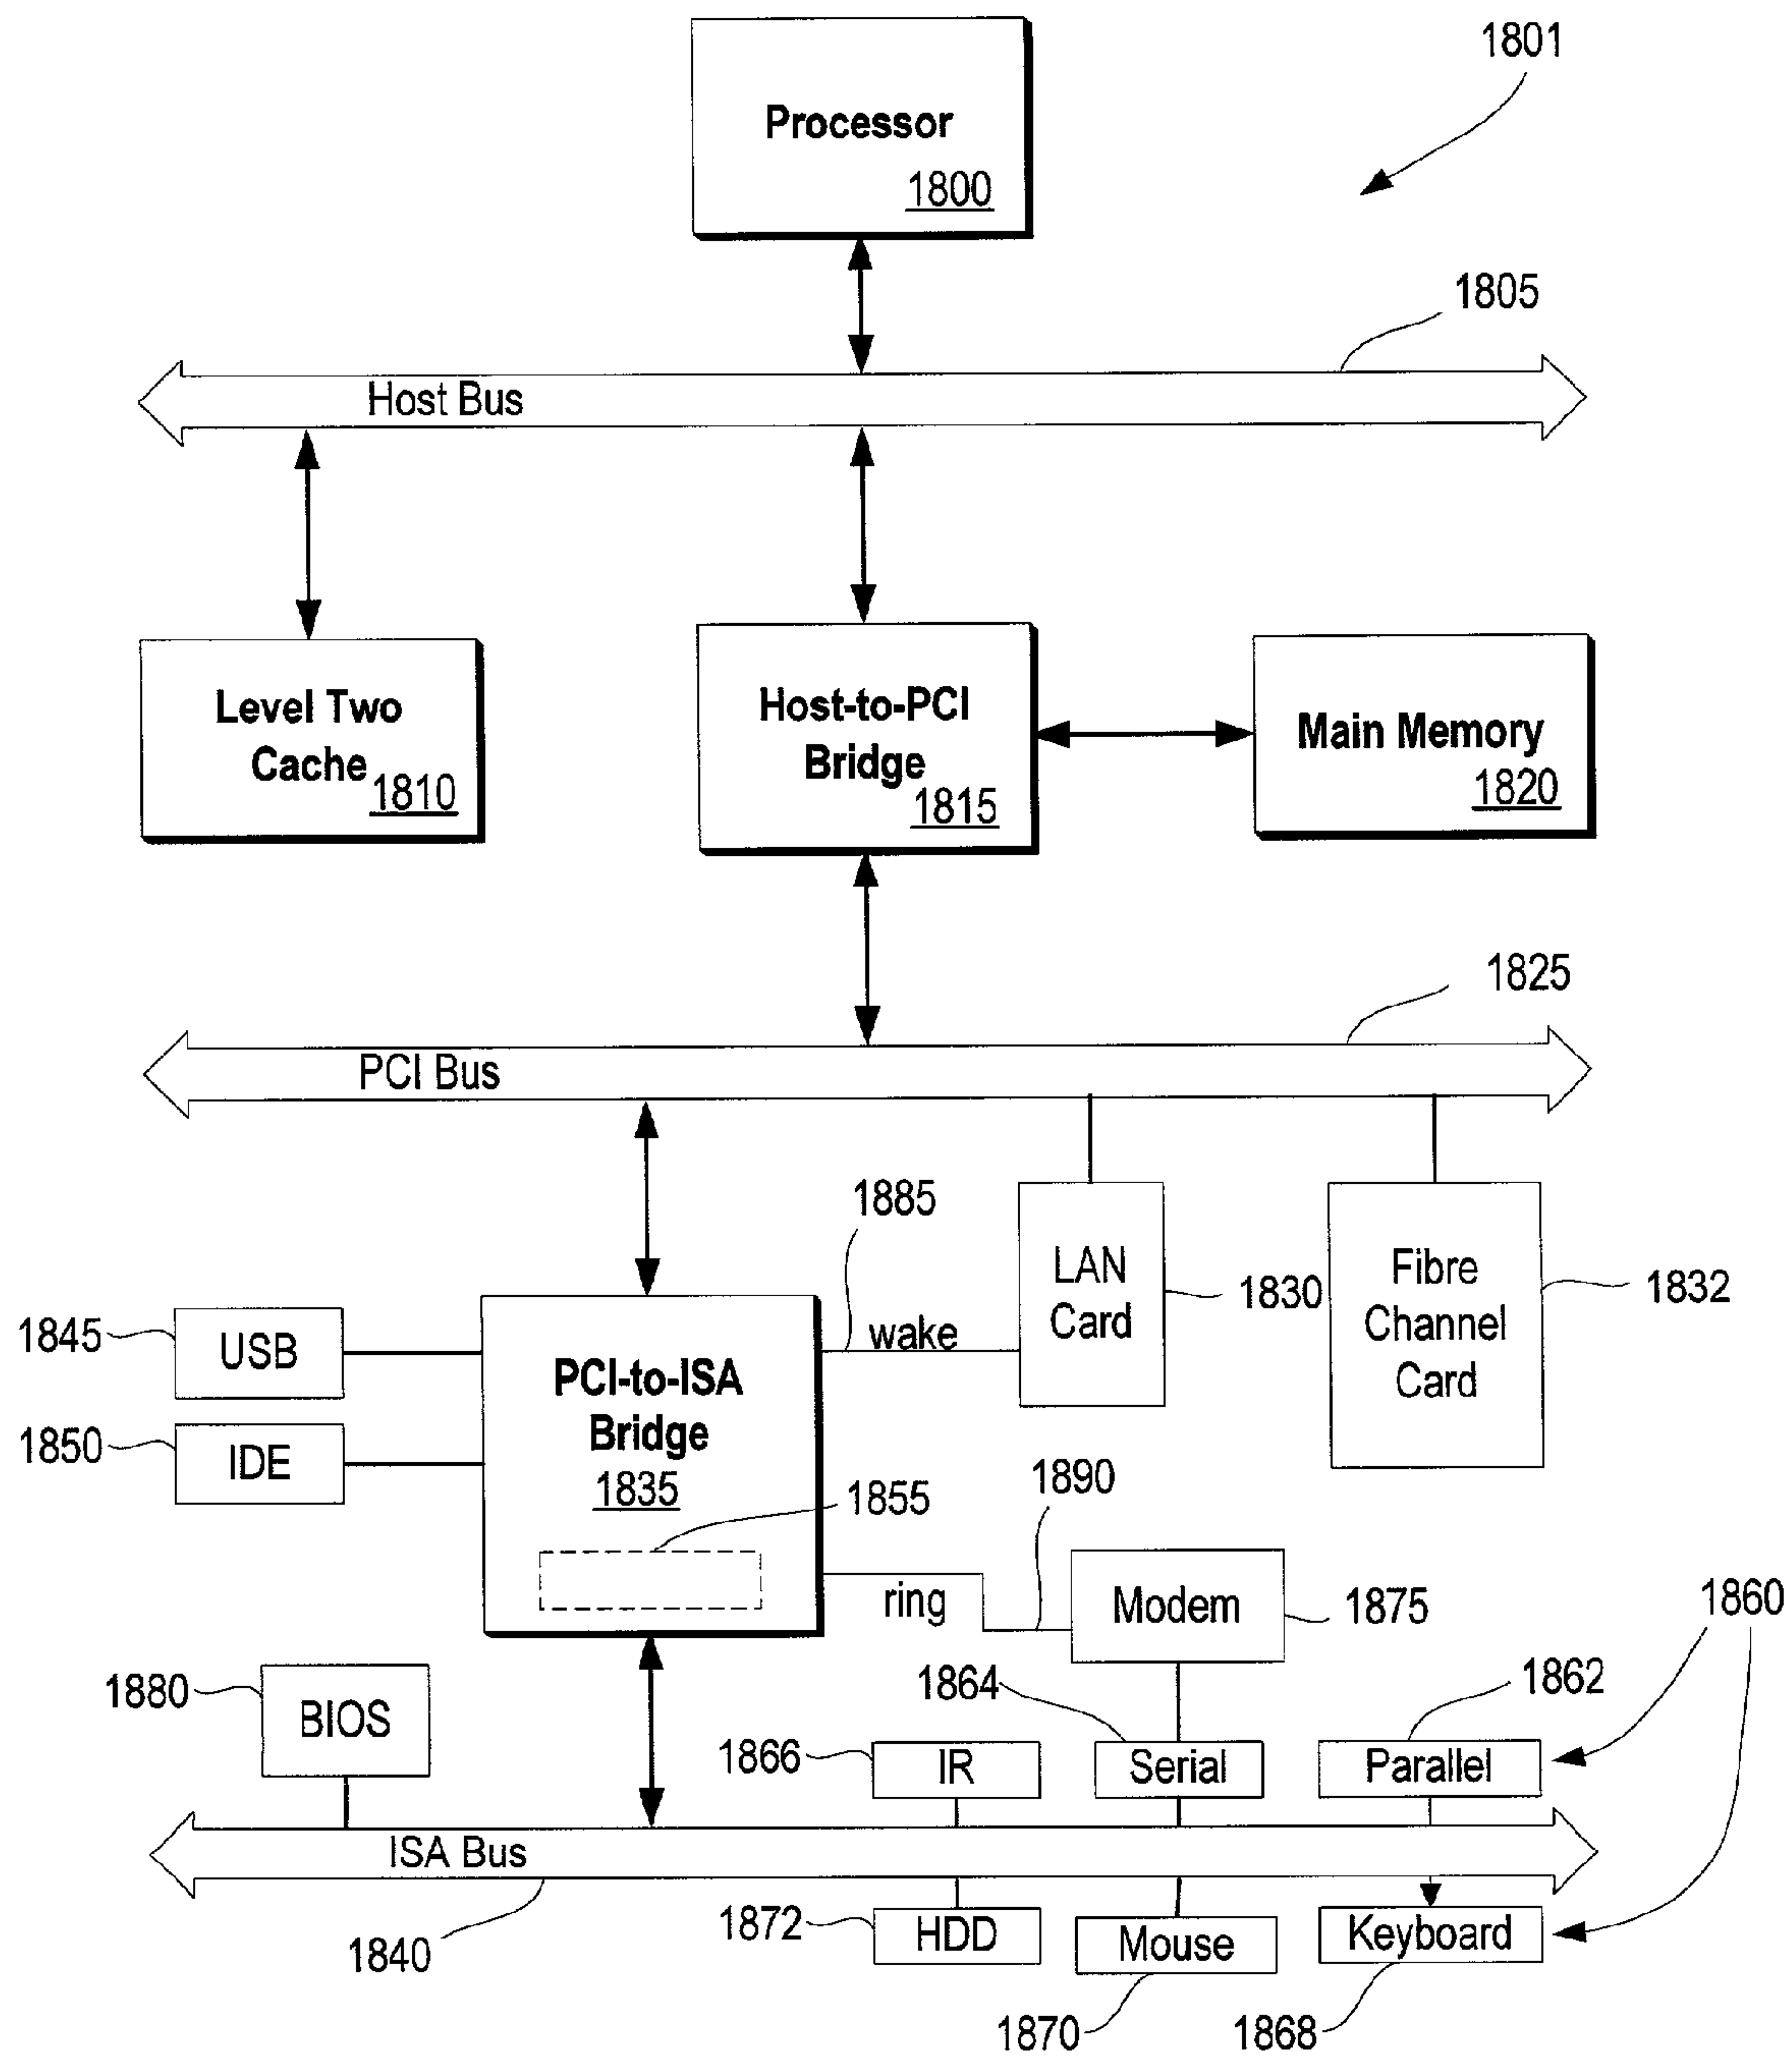 1801
Processor
1800
1805
Host Bus
Level Two
Cache
1810
Host-to-PCI
Bridge
1815
Main Memory
1820
1825
PCI Bus
1885
wake
LAN
Card
1830
Fibre
Channel
Card
1832
1845
USB
1850
IDE
PCI-to-ISA
Bridge
1835
1855
1890
ring
Modem
1875
1860
1880
BIOS
1864
1862
1866
IR
Serial
Parallel
ISA Bus
1840
1872
HDD
Mouse
Keyboard
1870
1868